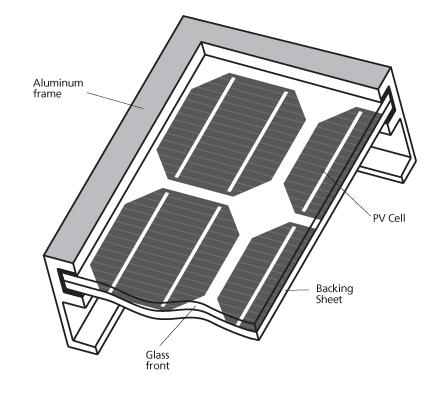 Aluminum
frame
PV Cell
Backing
Sheet
Glass
front